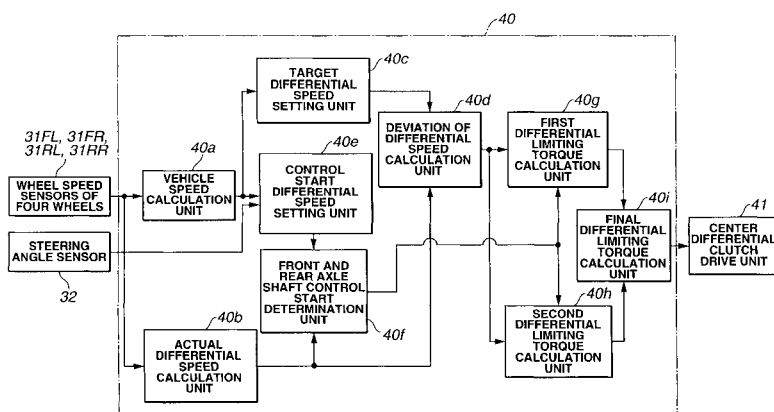 40
40c
TARGET
DIFFERENTIAL SPEED
SETTING UNIT
40d
DEVIATION OF
DIFFERENTIAL
SPEED
CALCULATION
UNIT
40g
FIRST
DIFFERENTIAL
LIMITING
TORQUE CALCULATION
UNIT
31FL, 31FR,
31RL, 31RR
WHEEL SPEED
SENSORS OF
FOUR WHEELS
40a
VEHICLE
SPEED
CALCULATION
UNIT
40e
CONTROL
START
DIFFERENTIAL
SPEED
SETTING UNIT
40i
FINAL
DIFFERENTIAL
LIMITING
TORQUE
CALCULATION
UNIT
41
CENTER
DIFFERENTIAL
CLUTCH
DRIVE UNIT
STEERING
ANGLE SENSOR
32
FRONT AND
REAR AXLE
SHAFT CONTROL
START
DETERMINATION
UNIT
40f
40b
ACTUAL
DIFFERENTIAL
SPEED
CALCULATION
UNIT
40h
SECOND
DIFFERENTIAL
LIMITING
TORQUE
CALCULATION
UNIT